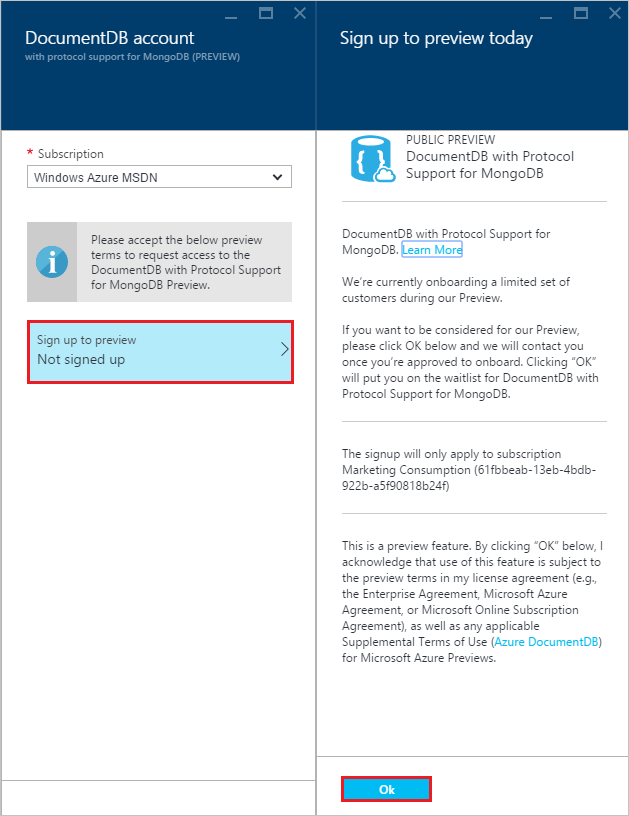 DocumentDB account
with protocol support for MongoDB (PREVIEW)
* Subscription
Windows Azure MSDN
Please accept the below preview
terms to request access to the
DocumentDB with Protocol Support
for MongoDB Preview.
Sign up to preview
Not signed up
Sign up to preview today
PUBLIC PREVIEW
DocumentDB with Protocol
Support for MongoDB
DocumentDB with Protocol Support for
MongoDB. Learn More
We're currently onboarding a limited set of
customers during our Preview.
If you want to be considered for our Preview,
please click OK below and we will contact you
once you're approved to onboard. Clicking “OK”
will put you on the waitlist for DocumentDB with
Protocol Support for MongoDB.
The signup will only apply to subscription
Marketing Consumption (61fbbeab-13eb-4bdb-
922b-a5f90818b24f)
This is a preview feature. By clicking “OK” below, I
acknowledge that use of this feature is subject to
the preview terms in my license agreement (e.g.,
the Enterprise Agreement, Microsoft Azure
Agreement, or Microsoft Online Subscription
Agreement), as well as any applicable
Supplemental Terms of Use (Azure DocumentDB)
for Microsoft Azure Previews.
Ok